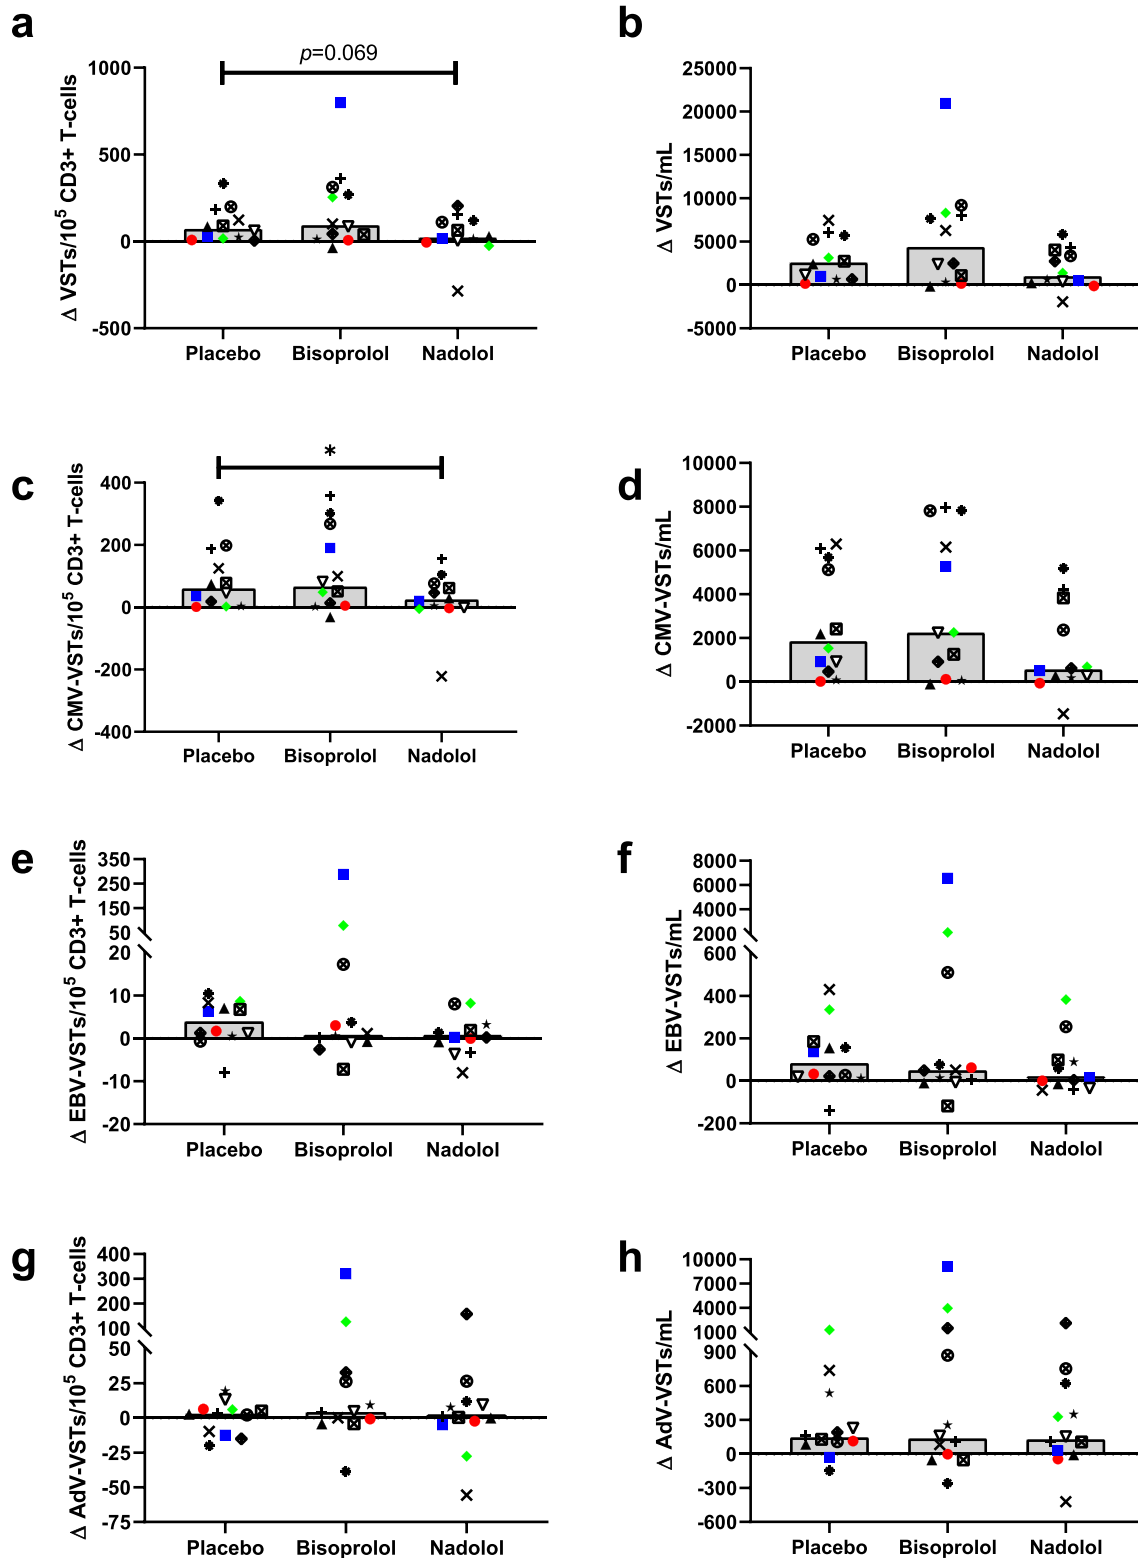 a
p=0.069
Δ VSTs/10⁵ CD3+ T-cells
1000
500
0
-500
Placebo Bisoprolol Nadolol
b
Δ VSTs/mL
25000
20000
15000
10000
5000
0
-5000
Placebo Bisoprolol Nadolol
c
*
Δ CMV-VSTs/10⁵ CD3+ T-cells
400
200
0
-200
-400
Placebo Bisoprolol Nadolol
d
Δ CMV-VSTs/mL
10000
8000
6000
4000
2000
0
-2000
Placebo Bisoprolol Nadolol
e
Δ EBV-VSTs/10⁵ CD3+ T-cells
350
250
150
50
20
10
0
-10
-20
Placebo Bisoprolol Nadolol
f
Δ EBV-VSTs/mL
8000
6000
4000
2000
600
400
200
0
-200
Placebo Bisoprolol Nadolol
g
Δ AdV-VSTs/10⁵ CD3+ T-cells
400
300
200
100
50
25
0
-25
-50
-75
Placebo Bisoprolol Nadolol
h
Δ AdV-VSTs/mL
10000
7000
4000
1000
900
600
300
0
-300
-600
Placebo Bisoprolol Nadolol